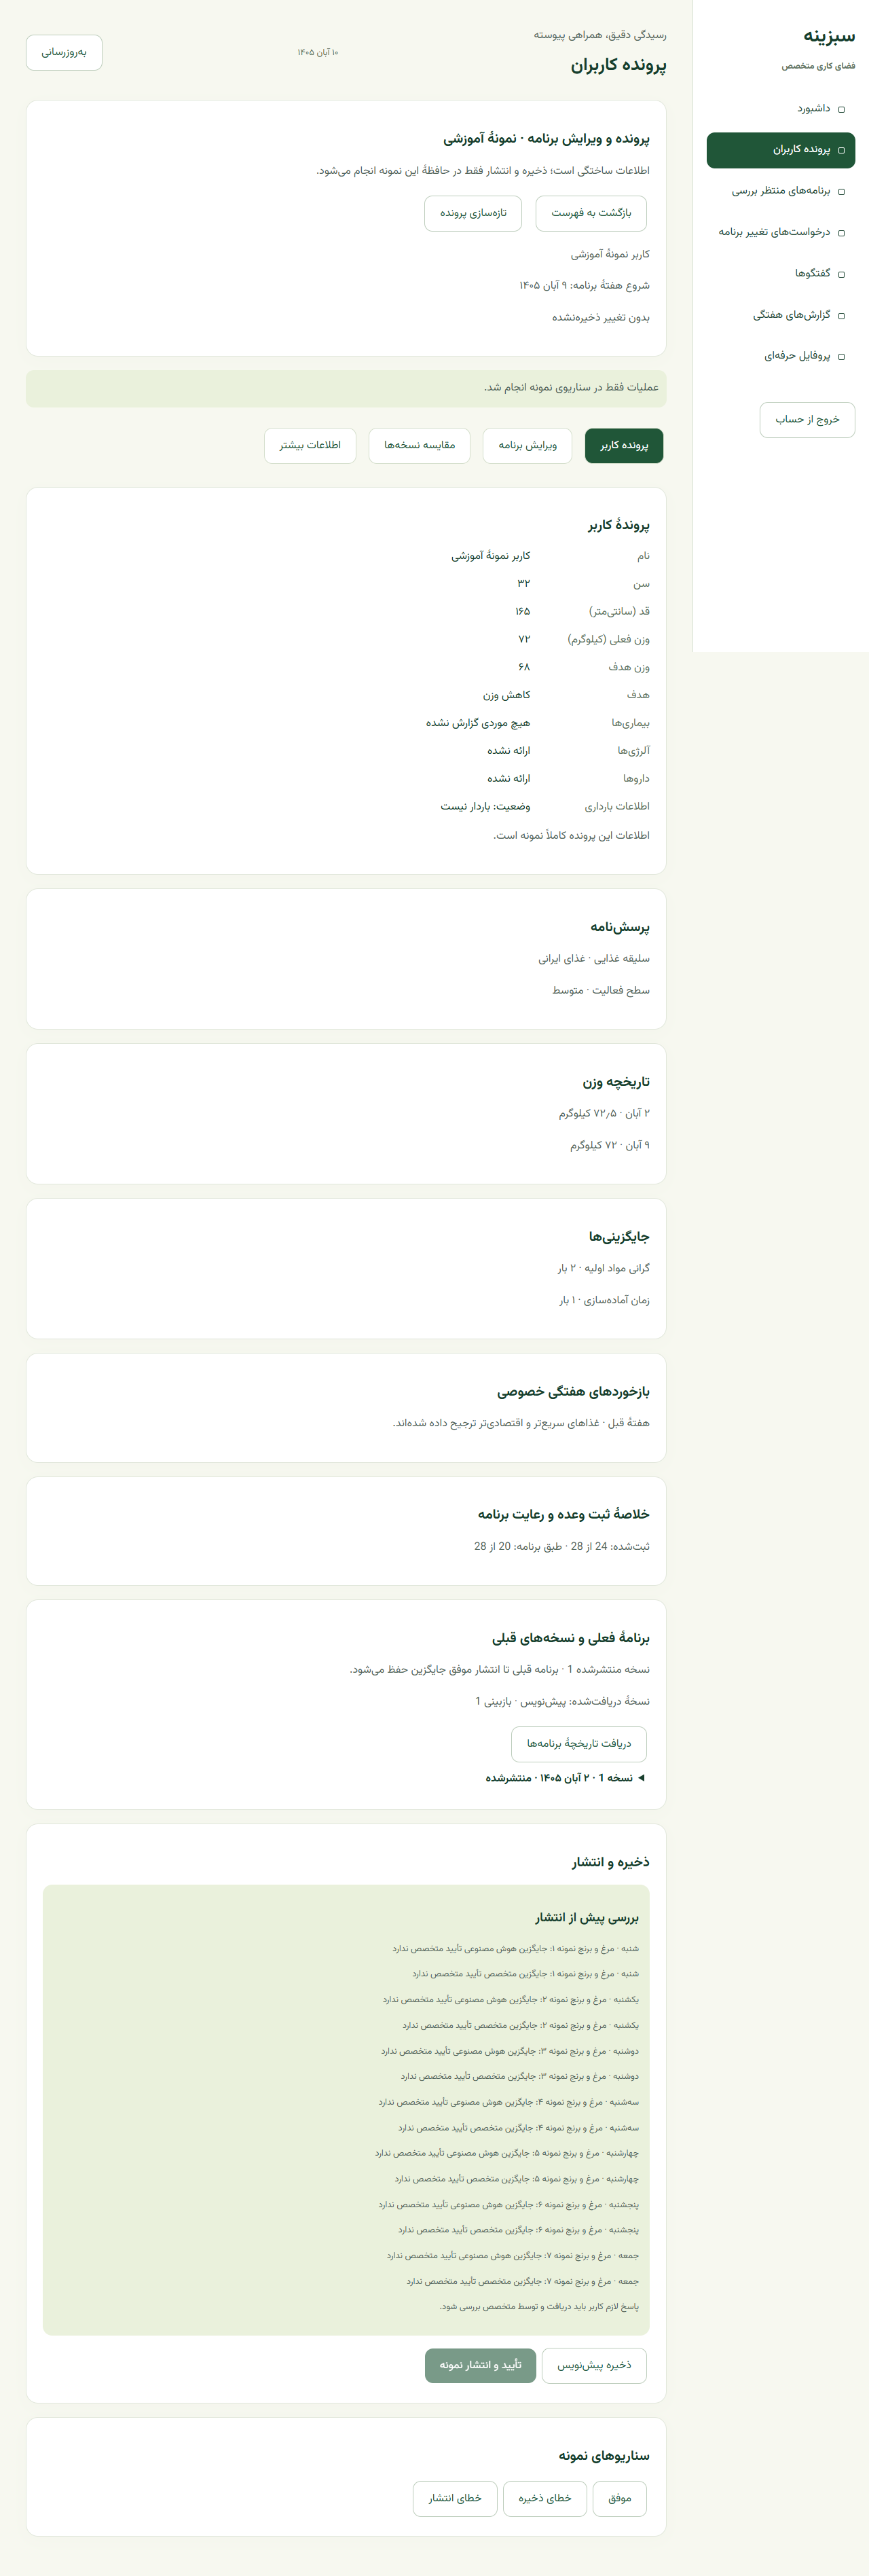 سبزینه
فضای کاری متخصص
داشبورد
پرونده کاربران
برنامه‌های منتظر بررسی
درخواست‌های تغییر برنامه
گفتگوها
گزارش‌های هفتگی
پروفایل حرفه‌ای
خروج از حساب
رسیدگی دقیق، همراهی پیوسته
پرونده کاربران
۱۰ آبان ۱۴۰۵
به‌روزرسانی
پرونده و ویرایش برنامه · نمونهٔ آموزشی
اطلاعات ساختگی است؛ ذخیره و انتشار فقط در حافظهٔ این نمونه انجام می‌شود.
بازگشت به فهرست
تازه‌سازی پرونده
کاربر نمونهٔ آموزشی
شروع هفتهٔ برنامه: ۹ آبان ۱۴۰۵
بدون تغییر ذخیره‌نشده
عملیات فقط در سناریوی نمونه انجام شد.
پرونده کاربر
ویرایش برنامه
مقایسه نسخه‌ها
اطلاعات بیشتر
پروندهٔ کاربر
نام کاربر نمونهٔ آموزشی
سن ۳۲
قد (سانتی‌متر) ۱۶۵
وزن فعلی (کیلوگرم) ۷۲
وزن هدف ۶۸
هدف کاهش وزن
بیماری‌ها هیچ موردی گزارش نشده
آلرژی‌ها ارائه نشده
داروها ارائه نشده
اطلاعات بارداری وضعیت: باردار نیست
اطلاعات این پرونده کاملاً نمونه است.
پرسش‌نامه
سلیقه غذایی · غذای ایرانی
سطح فعالیت · متوسط
تاریخچه وزن
۲ آبان · ۷۲٫۵ کیلوگرم
۹ آبان · ۷۲ کیلوگرم
جایگزینی‌ها
گرانی مواد اولیه · ۲ بار
زمان آماده‌سازی · ۱ بار
بازخوردهای هفتگی خصوصی
هفتهٔ قبل · غذاهای سریع‌تر و اقتصادی‌تر ترجیح داده شده‌اند.
خلاصهٔ ثبت وعده و رعایت برنامه
ثبت‌شده: 24 از 28 · طبق برنامه: 20 از 28
برنامهٔ فعلی و نسخه‌های قبلی
نسخه منتشرشده 1 · برنامه قبلی تا انتشار موفق جایگزین حفظ می‌شود.
نسخهٔ دریافت‌شده: پیش‌نویس · بازبینی 1
دریافت تاریخچهٔ برنامه‌ها
نسخه 1 · ۲ آبان ۱۴۰۵ · منتشرشده
ذخیره و انتشار
بررسی پیش از انتشار
شنبه · مرغ و برنج نمونه ۱: جایگزین هوش مصنوعی تأیید متخصص ندارد
شنبه · مرغ و برنج نمونه ۱: جایگزین متخصص تأیید متخصص ندارد
یکشنبه · مرغ و برنج نمونه ۲: جایگزین هوش مصنوعی تأیید متخصص ندارد
یکشنبه · مرغ و برنج نمونه ۲: جایگزین متخصص تأیید متخصص ندارد
دوشنبه · مرغ و برنج نمونه ۳: جایگزین هوش مصنوعی تأیید متخصص ندارد
دوشنبه · مرغ و برنج نمونه ۳: جایگزین متخصص تأیید متخصص ندارد
سه‌شنبه · مرغ و برنج نمونه ۴: جایگزین هوش مصنوعی تأیید متخصص ندارد
سه‌شنبه · مرغ و برنج نمونه ۴: جایگزین متخصص تأیید متخصص ندارد
چهارشنبه · مرغ و برنج نمونه ۵: جایگزین هوش مصنوعی تأیید متخصص ندارد
چهارشنبه · مرغ و برنج نمونه ۵: جایگزین متخصص تأیید متخصص ندارد
پنجشنبه · مرغ و برنج نمونه ۶: جایگزین هوش مصنوعی تأیید متخصص ندارد
پنجشنبه · مرغ و برنج نمونه ۶: جایگزین متخصص تأیید متخصص ندارد
جمعه · مرغ و برنج نمونه ۷: جایگزین هوش مصنوعی تأیید متخصص ندارد
جمعه · مرغ و برنج نمونه ۷: جایگزین متخصص تأیید متخصص ندارد
پاسخ لازم کاربر باید دریافت و توسط متخصص بررسی شود.
ذخیره پیش‌نویس
تأیید و انتشار نمونه
سناریوهای نمونه
موفق
خطای ذخیره
خطای انتشار